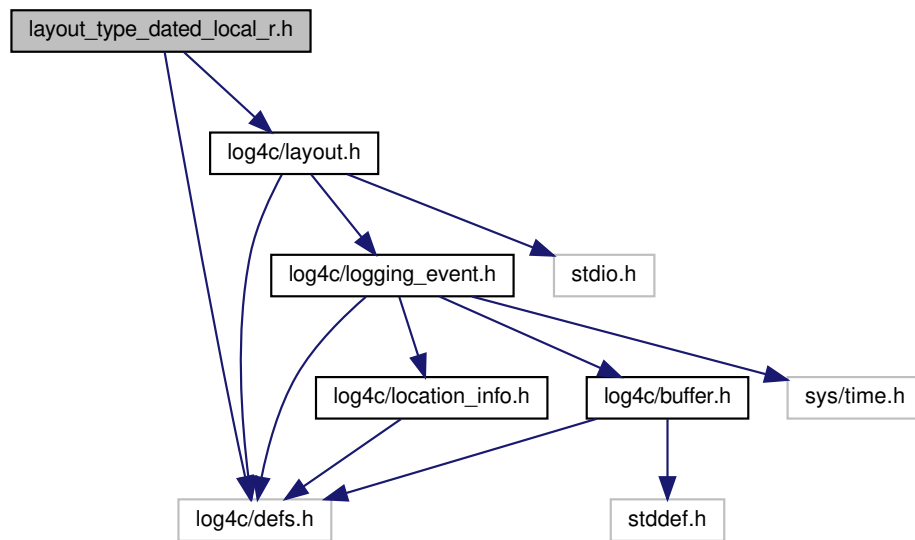 layout_type_dated_local_r.h
log4c/layout.h
log4c/logging_event.h
stdio.h
log4c/location_info.h
log4c/buffer.h
sys/time.h
log4c/defs.h
stddef.h